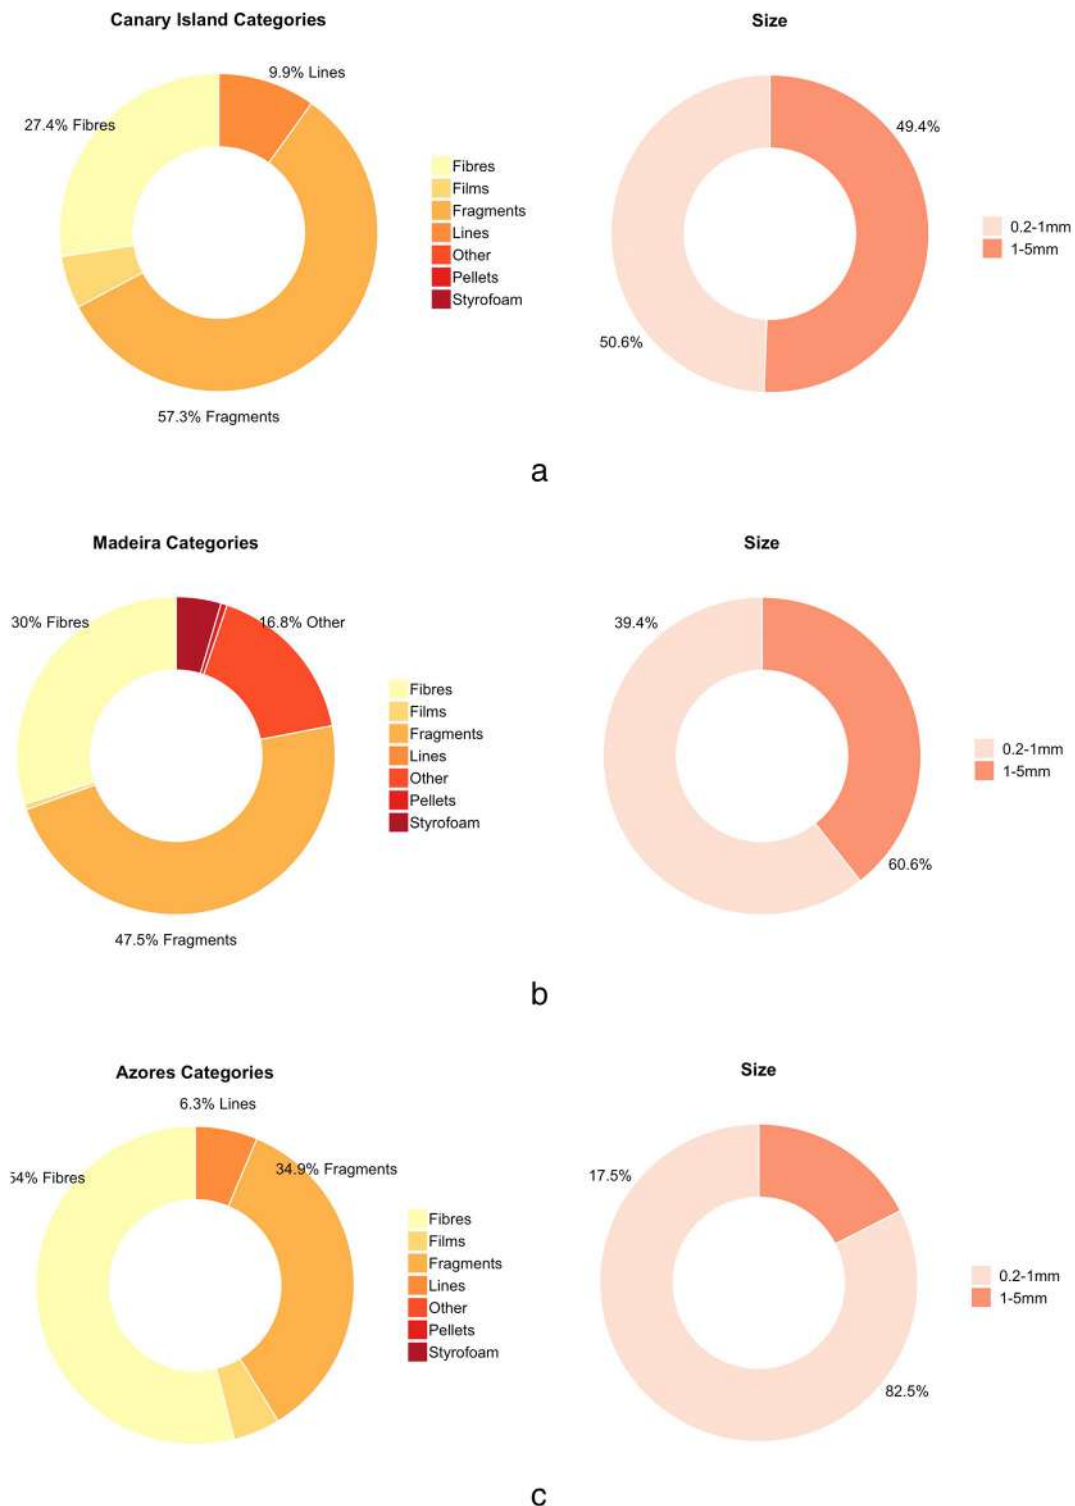 Canary Island Categories
Size
9.9% Lines
27.4% Fibres
49.4%
Fibres
Films
Fragments
Lines
Other
Pellets
Styrofoam
0.2-1mm
1-5mm
50.6%
57.3% Fragments
a
Madeira Categories
Size
30% Fibres
16.8% Other
39.4%
Fibres
Films
Fragments
Lines
Other
Pellets
Styrofoam
0.2-1mm
1-5mm
60.6%
47.5% Fragments
b
Azores Categories
Size
6.3% Lines
34.9% Fragments
54% Fibres
17.5%
Fibres
Films
Fragments
Lines
Other
Pellets
Styrofoam
0.2-1mm
1-5mm
82.5%
c